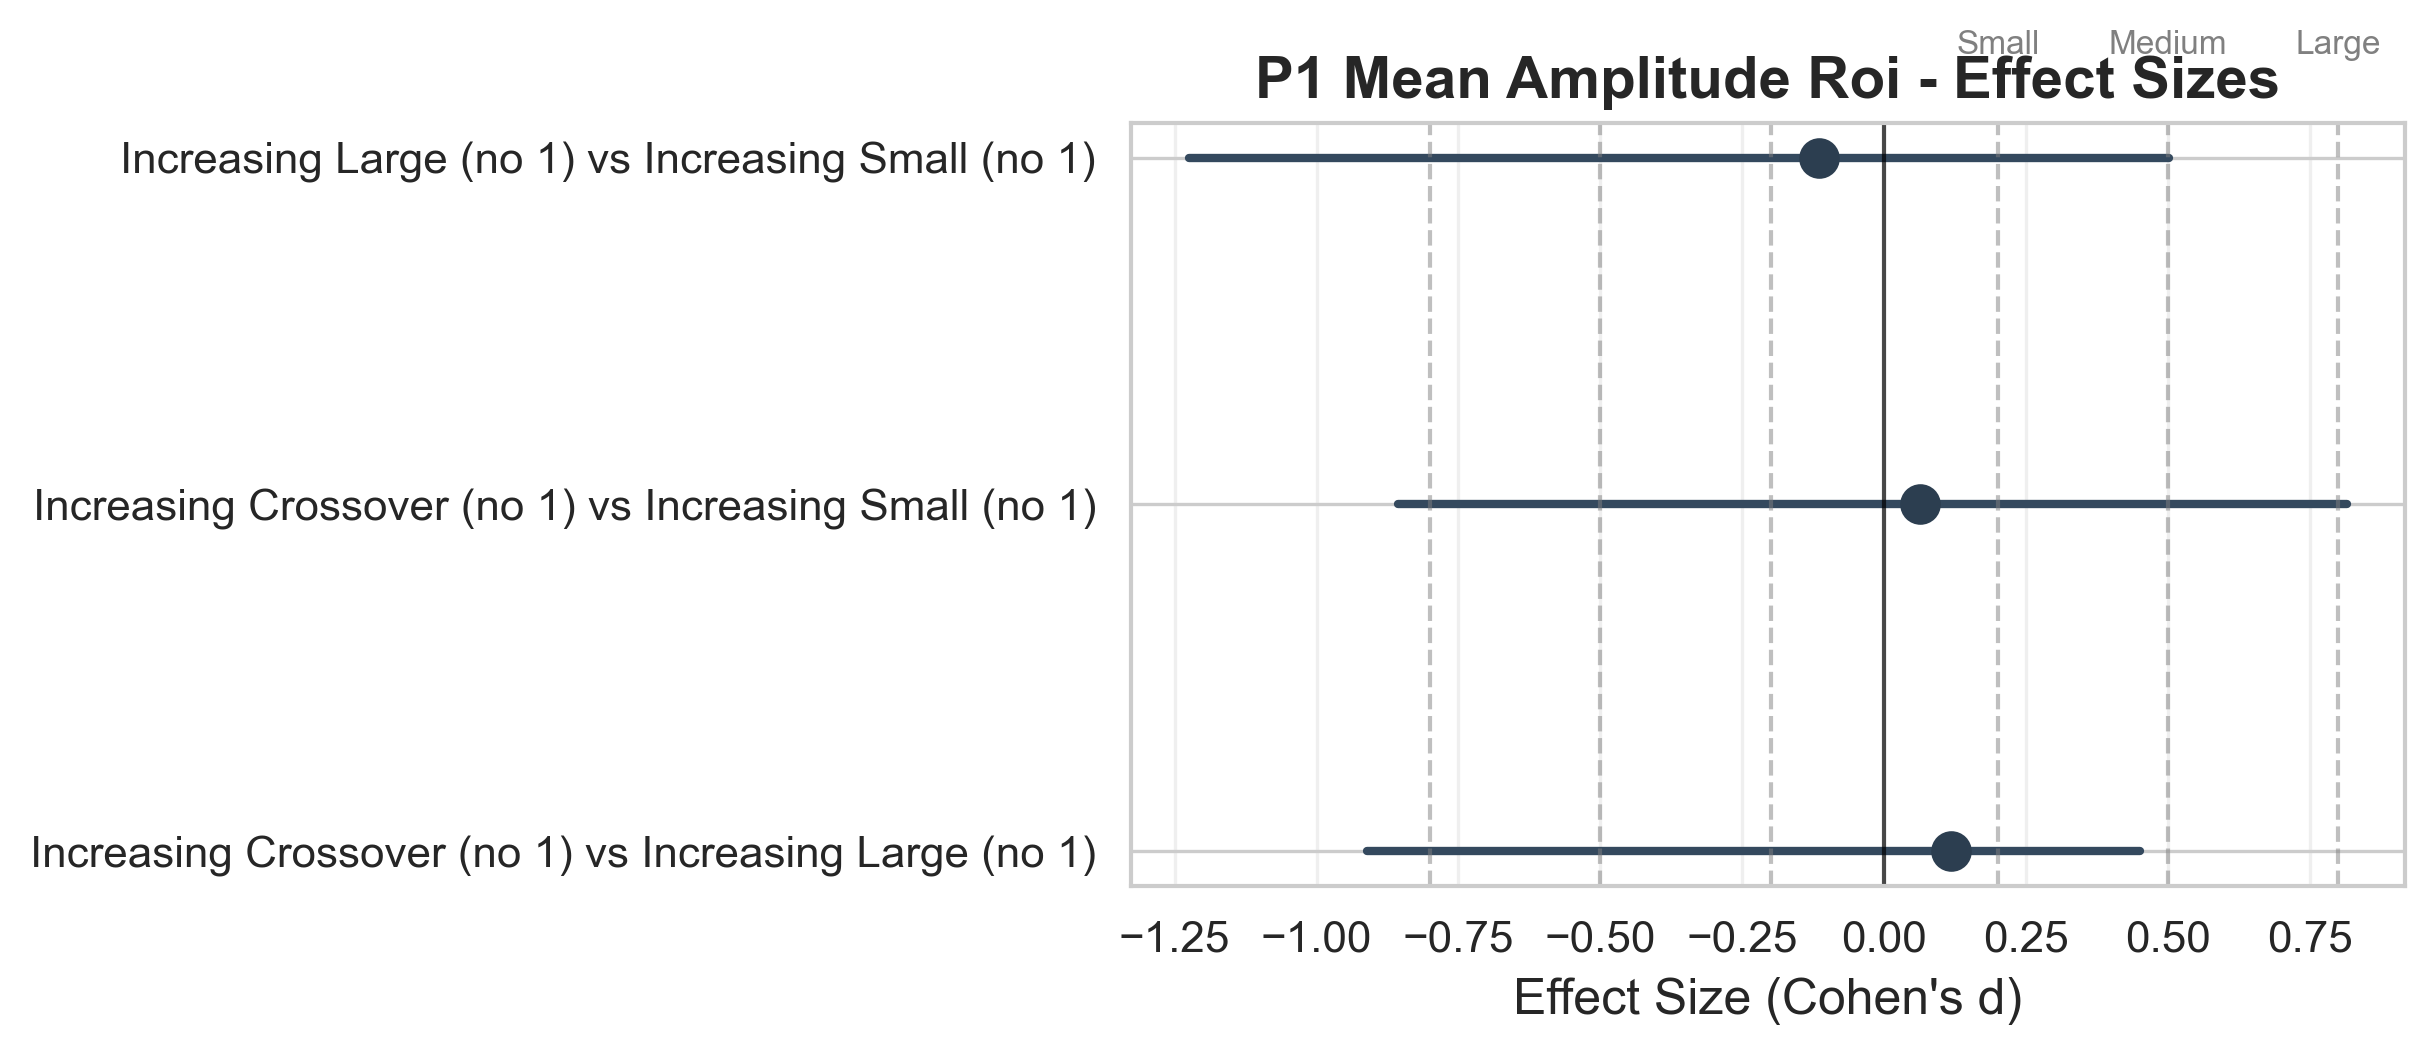 Small Medium Large
P1 Mean Amplitude Roi - Effect Sizes
Increasing Large (no 1) vs Increasing Small (no 1)
Increasing Crossover (no 1) vs Increasing Small (no 1)
Increasing Crossover (no 1) vs Increasing Large (no 1)
−1.25 −1.00 −0.75 −0.50 −0.25 0.00 0.25 0.50 0.75
Effect Size (Cohen's d)